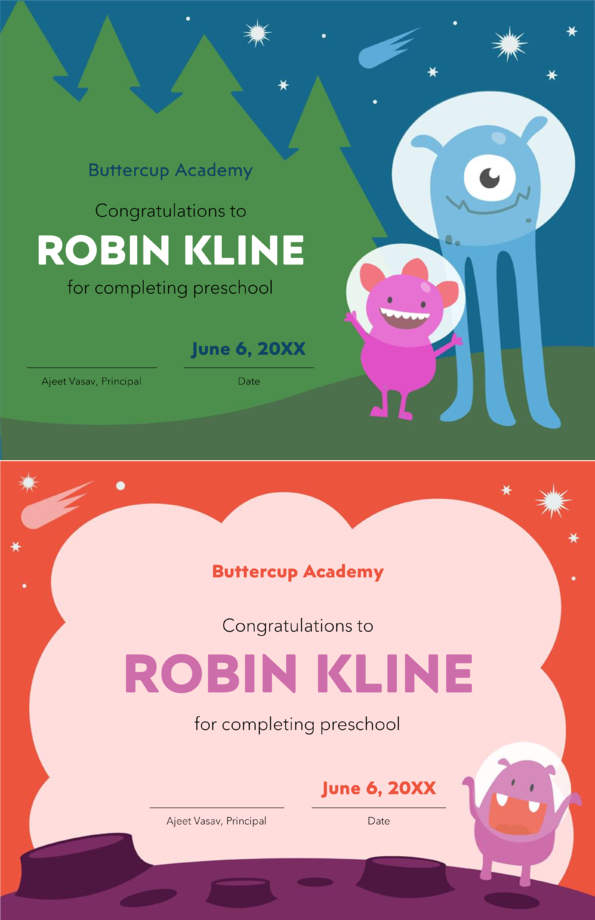 Buttercup Academy
Congratulations to
ROBIN KLINE
for completing preschool
June 6, 20XX
Ajeet Vasav, Principal
Date
Buttercup Academy
Congratulations to
ROBIN KLINE
for completing preschool
June 6, 20XX
Ajeet Vasav, Principal
Date